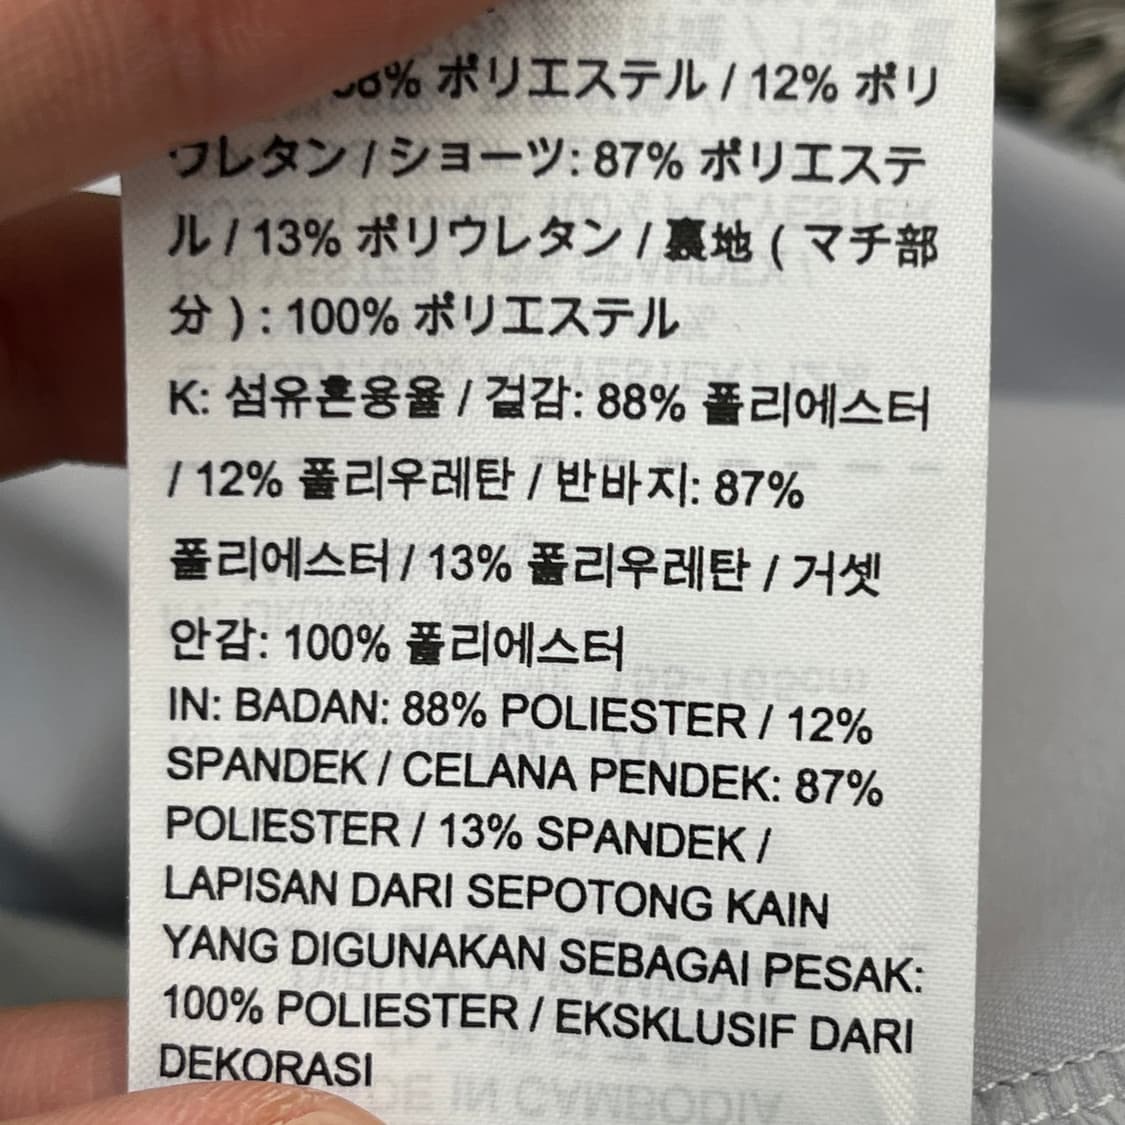 88% ポリエステル / 12% ポリ
ウレタン / ショーツ: 87% ポリエステ
ル / 13% ポリウレタン / 裏地 ( マチ部
分 ) : 100% ポリエステル
K: 섬유혼용율 / 겉감: 88% 폴리에스터
/ 12% 폴리우레탄 / 반바지: 87%
폴리에스터 / 13% 폴리우레탄 / 거셋
안감: 100% 폴리에스터
IN: BADAN: 88% POLIESTER / 12%
SPANDEK / CELANA PENDEK: 87%
POLIESTER / 13% SPANDEK /
LAPISAN DARI SEPOTONG KAIN
YANG DIGUNAKAN SEBAGAI PESAK:
100% POLIESTER / EKSKLUSIF DARI
DEKORASI